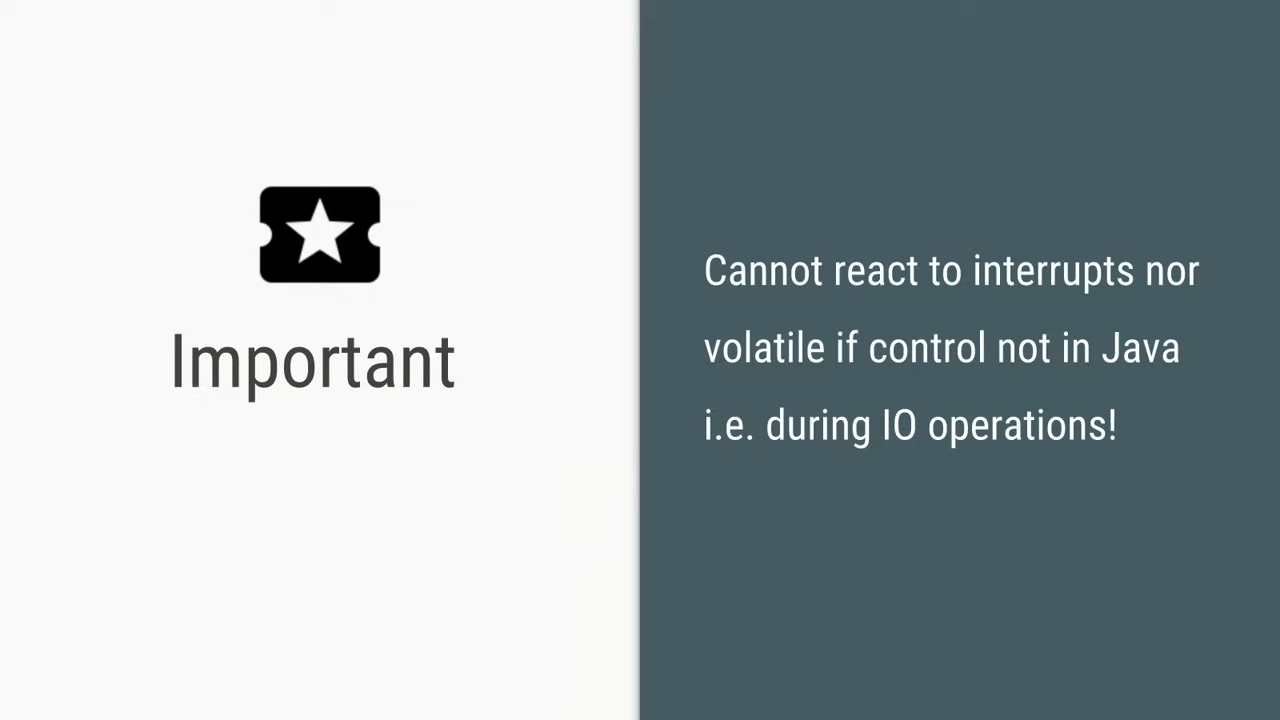 Important
Cannot react to interrupts nor
volatile if control not in Java
i.e. during IO operations!